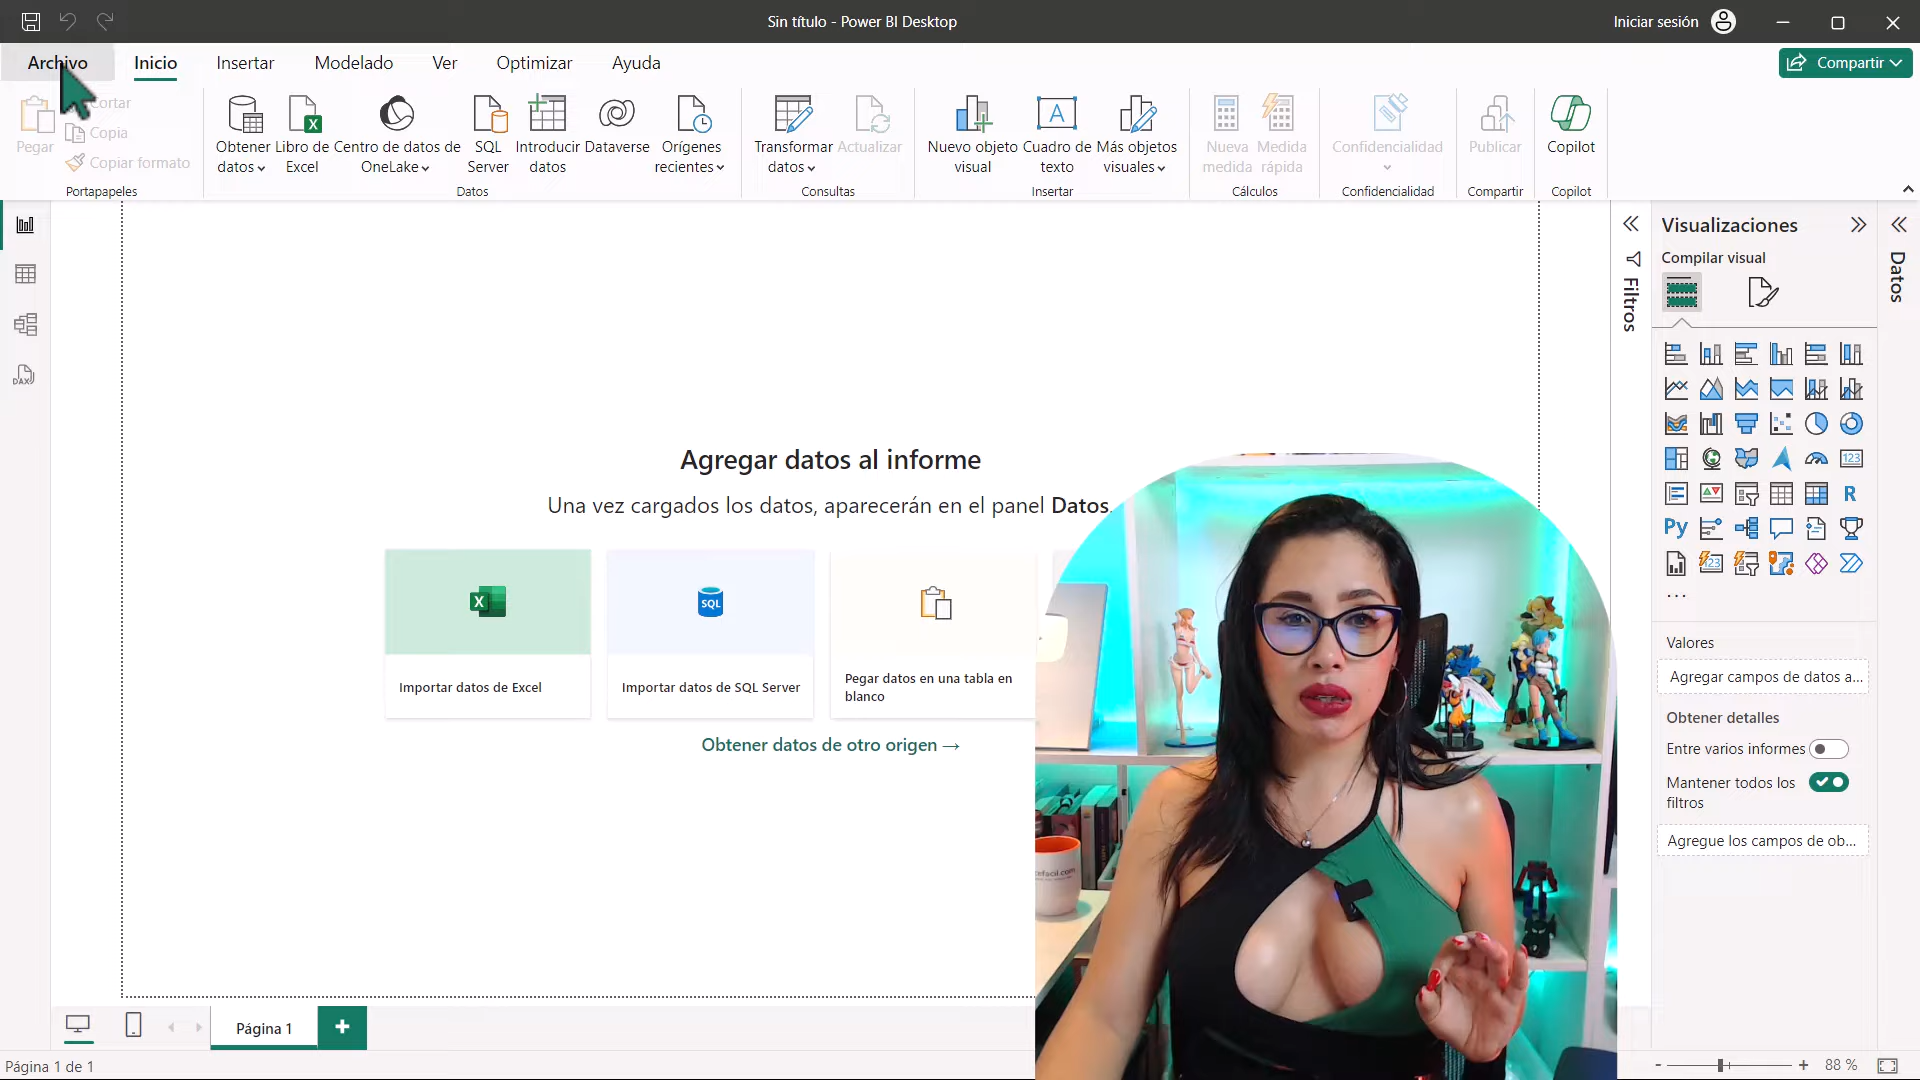 Sin título - Power BI Desktop
Iniciar sesión
Archivo
Inicio
Insertar
Modelado
Ver
Optimizar
Ayuda
Compartir
Pegar
Copia
Copiar formato
Portapapeles
Obtener datos
Libro de Excel
Centro de datos de OneLake
SQL Server
Introducir datos
Dataverse
Orígenes recientes
Datos
Transformar datos
Actualizar
Consultas
Nuevo objeto visual
Cuadro de texto
Más objetos visuales
Insertar
Nueva medida
Medida rápida
Cálculos
Confidencialidad
Confidencialidad
Publicar
Compartir
Copilot
Copilot
DAX
Agregar datos al informe
Una vez cargados los datos, aparecerán en el panel Datos.
SQL
Importar datos de Excel
Importar datos de SQL Server
Pegar datos en una tabla en
blanco
Obtener datos de otro origen →
Filtros
Visualizaciones
Compilar visual
123
R
Py
123
...
Valores
Agregar campos de datos a...
Obtener detalles
Entre varios informes
Mantener todos los
filtros
Agregue los campos de ob...
Datos
Página 1
Página 1 de 1
- + 88 %